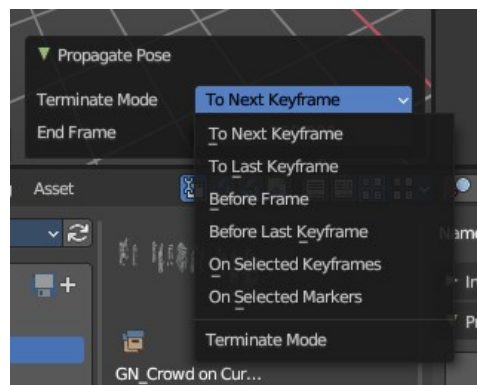 Propagate Pose
Terminate Mode To Next Keyframe
End Frame
To Next Keyframe
To Last Keyframe
Before Frame
Before Last Keyframe
On Selected Keyframes
On Selected Markers
Terminate Mode
Asset
GN_Crowd on Cur...